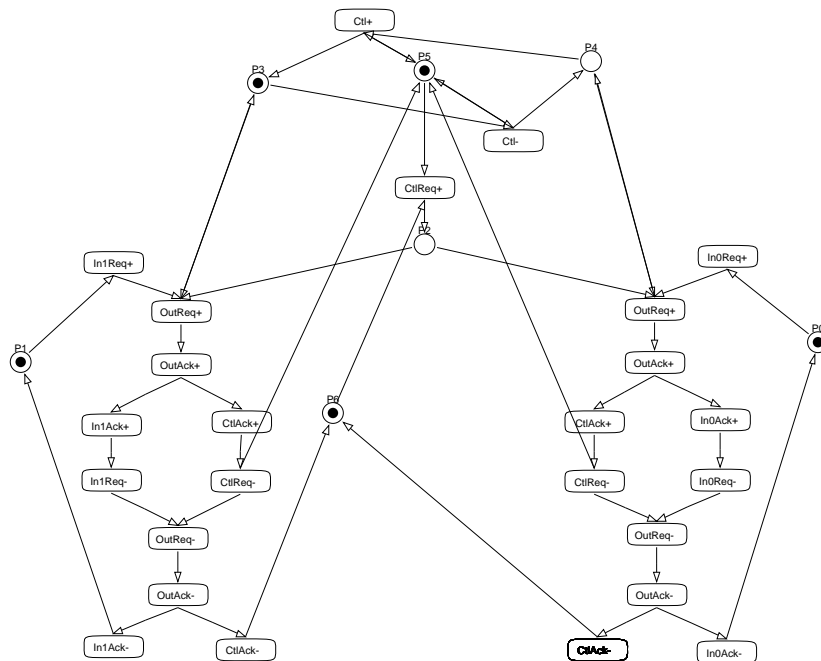 Ctl+
P5
P4
P3
Ctl-
CtlReq+
P2
In1Req+
In0Req+
OutReq+
OutReq+
P1
P0
OutAck+
OutAck+
P6
In1Ack+
CtlAck+
CtlAck+
In0Ack+
In1Req-
CtlReq-
CtlReq-
In0Req-
OutReq-
OutReq-
OutAck-
OutAck-
In1Ack-
CtlAck-
CtlAck-
In0Ack-